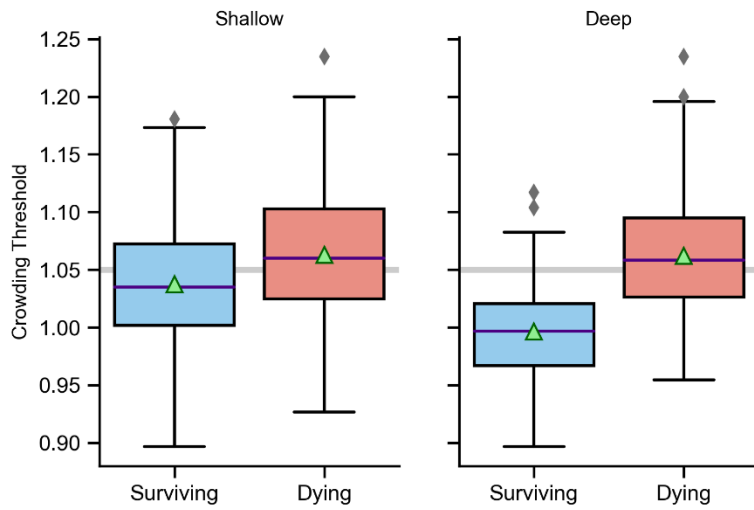 Shallow
Deep
Crowding Threshold
1.25
1.20
1.15
1.10
1.05
1.00
0.95
0.90
Surviving
Dying
Surviving
Dying